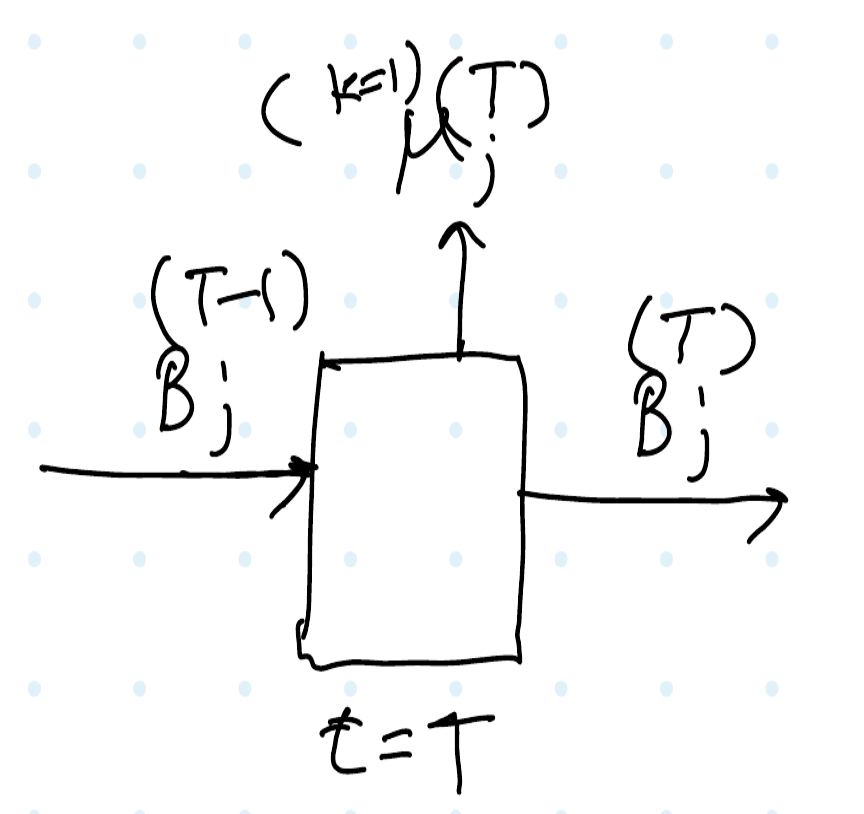 (k=1) μ_j^(T)
B_j^(T-1)
B_j^(T)
t=T